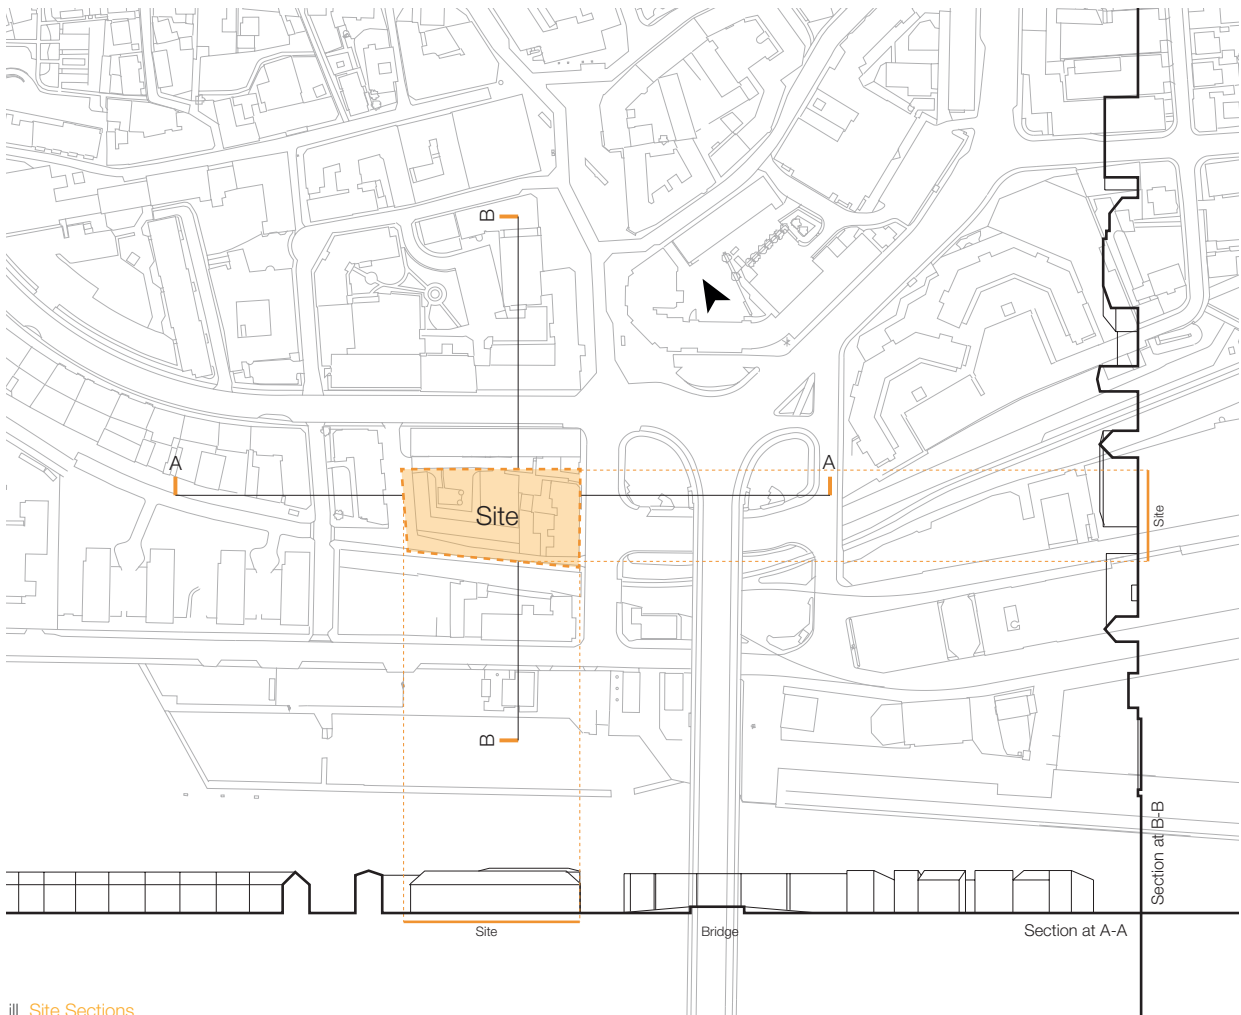 B
A
A
Site
Site
B
Section at B-B
Site
Bridge
Section at A-A
ill Site Sections